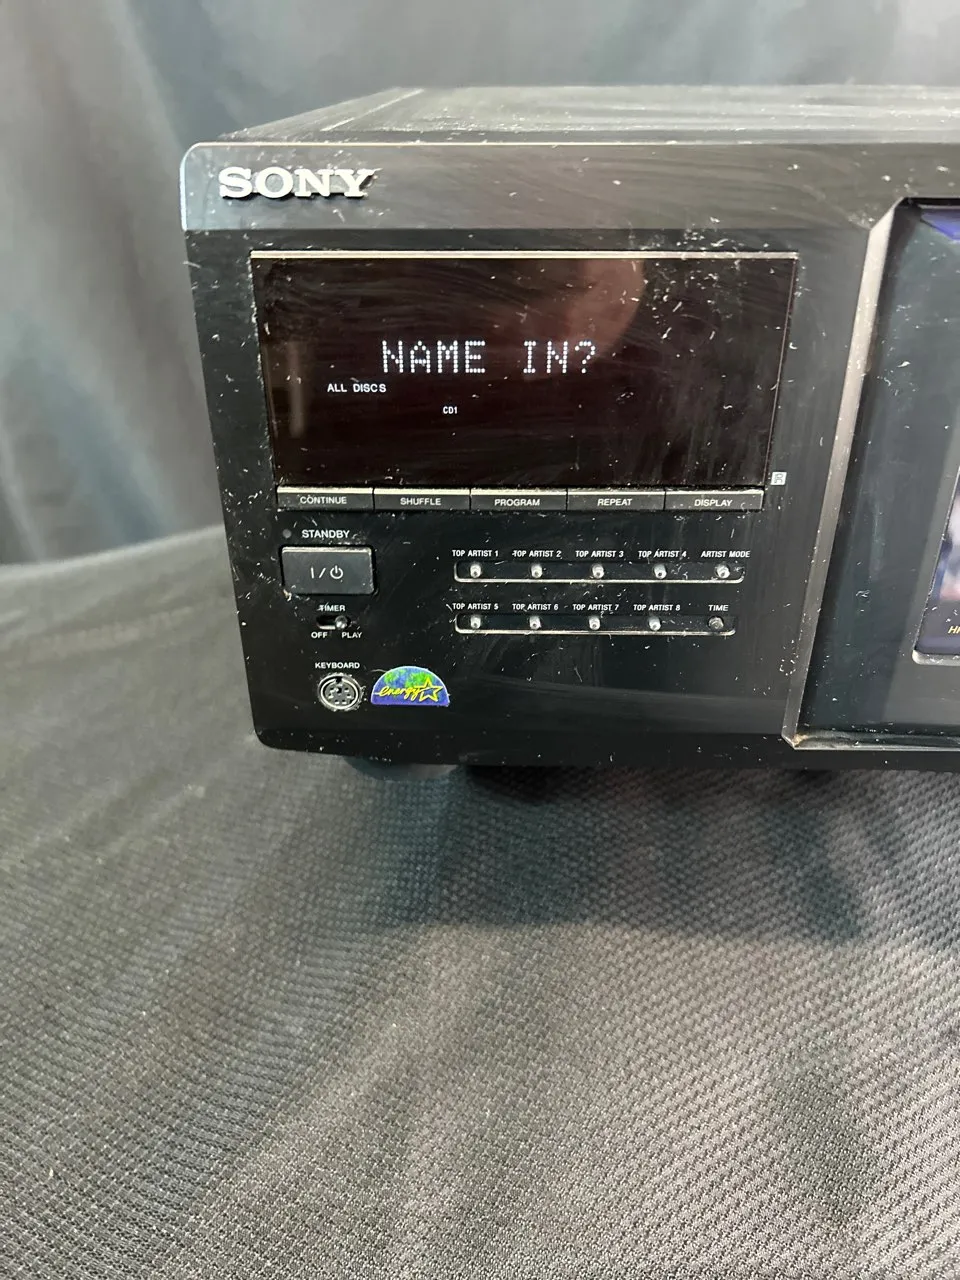 SONY
NAME IN?
ALL DISCS
CD1
CONTINUE SHUFFLE PROGRAM REPEAT DISPLAY
STANDBY
I/⏻
TOP ARTIST 1 TOP ARTIST 2 TOP ARTIST 3 TOP ARTIST 4 ARTIST MODE
TOP ARTIST 5 TOP ARTIST 6 TOP ARTIST 7 TOP ARTIST 8 TIME
TIMER
OFF PLAY
KEYBOARD
energy